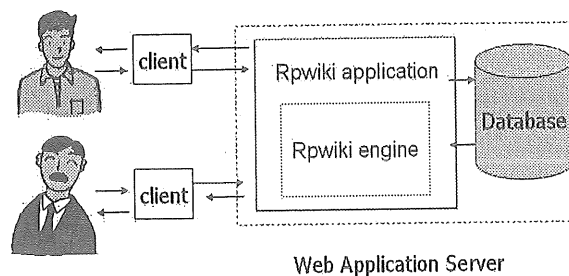 client
Rpwiki application
Rpwiki engine
Database
client
Web Application Server